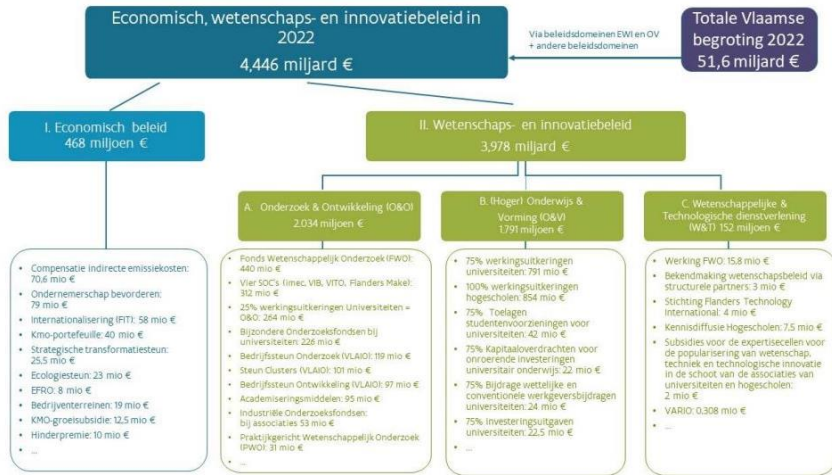 Economisch, wetenschaps- en innovatiebeleid in
2022
4,446 miljard €
Via beleidsdomeinen EWI en OV
+ andere beleidsdomeinen
Totale Vlaamse
begroting 2022
51,6 miljard €
I. Economisch beleid
468 miljoen €
II. Wetenschaps- en innovatiebeleid
3,978 miljard €
A. Onderzoek & Ontwikkeling (O&O)
2.034 miljoen €
B. (Hoger) Onderwijs &
Vorming (O&V)
1.791 miljoen €
C. Wetenschappelijke &
Technologische dienstverlening
(W&T) 152 miljoen €
• Compensatie indirecte emissiekosten:
70,6 mio €
• Ondernemerschap bevorderen:
79 mio €
• Internationalisering (FIT): 58 mio €
• Kmo-portefeuille: 40 mio €
• Strategische transformatiesteun:
25,5 mio €
• Ecologiesteun: 23 mio €
• EFRO: 8 mio €
• Bedrijventerreinen: 19 mio €
• KMO-groeisubsidie: 12,5 mio €
• Hinderpremie: 10 mio €
• ...
• Fonds Wetenschappelijk Onderzoek (FWO):
440 mio €
• Vier SOC's (imec, VIB, VITO, Flanders Make):
312 mio €
• 25% werkingsuitkeringen Universiteiten =
O&O: 264 mio €
• Bijzondere Onderzoeksfondsen bij
universiteiten: 226 mio €
• Bedrijfssteun Onderzoek (VLAIO): 119 mio €
• Steun Clusters (VLAIO): 101 mio €
• Bedrijfssteun Ontwikkeling (VLAIO): 97 mio €
• Academiseringsmiddelen: 95 mio €
• Industriële Onderzoeksfondsen:
bij associaties 53 mio €
• Praktijkgericht Wetenschappelijk Onderzoek
(PWO): 31 mio €
• ...
• 75% werkingsuitkeringen
universiteiten: 791 mio €
• 100% werkingsuitkeringen
hogescholen: 854 mio €
• 75% Toelagen
studentenvoorzieningen voor
universiteiten: 42 mio €
• 75% Kapitaaloverdrachten voor
onroerende investeringen
universitair onderwijs: 22 mio €
• 75% Bijdrage wettelijke en
conventionele werkgeversbijdragen
universiteiten: 24 mio €
• 75% Investeringsuitgaven
universiteiten: 22,5 mio €
• ...
• Werking FWO: 15,8 mio €
• Bekendmaking wetenschapsbeleid via
structurele partners: 3 mio €
• Stichting Flanders Technology
International: 4 mio €
• Kennisdiffusie Hogescholen: 7,5 mio €
• Subsidies voor de expertisecellen voor
de popularisering van wetenschap,
techniek en technologische innovatie
in de schoot van de associaties van
universiteiten en hogescholen:
2 mio €
• VARIO: 0.308 mio €
• ...